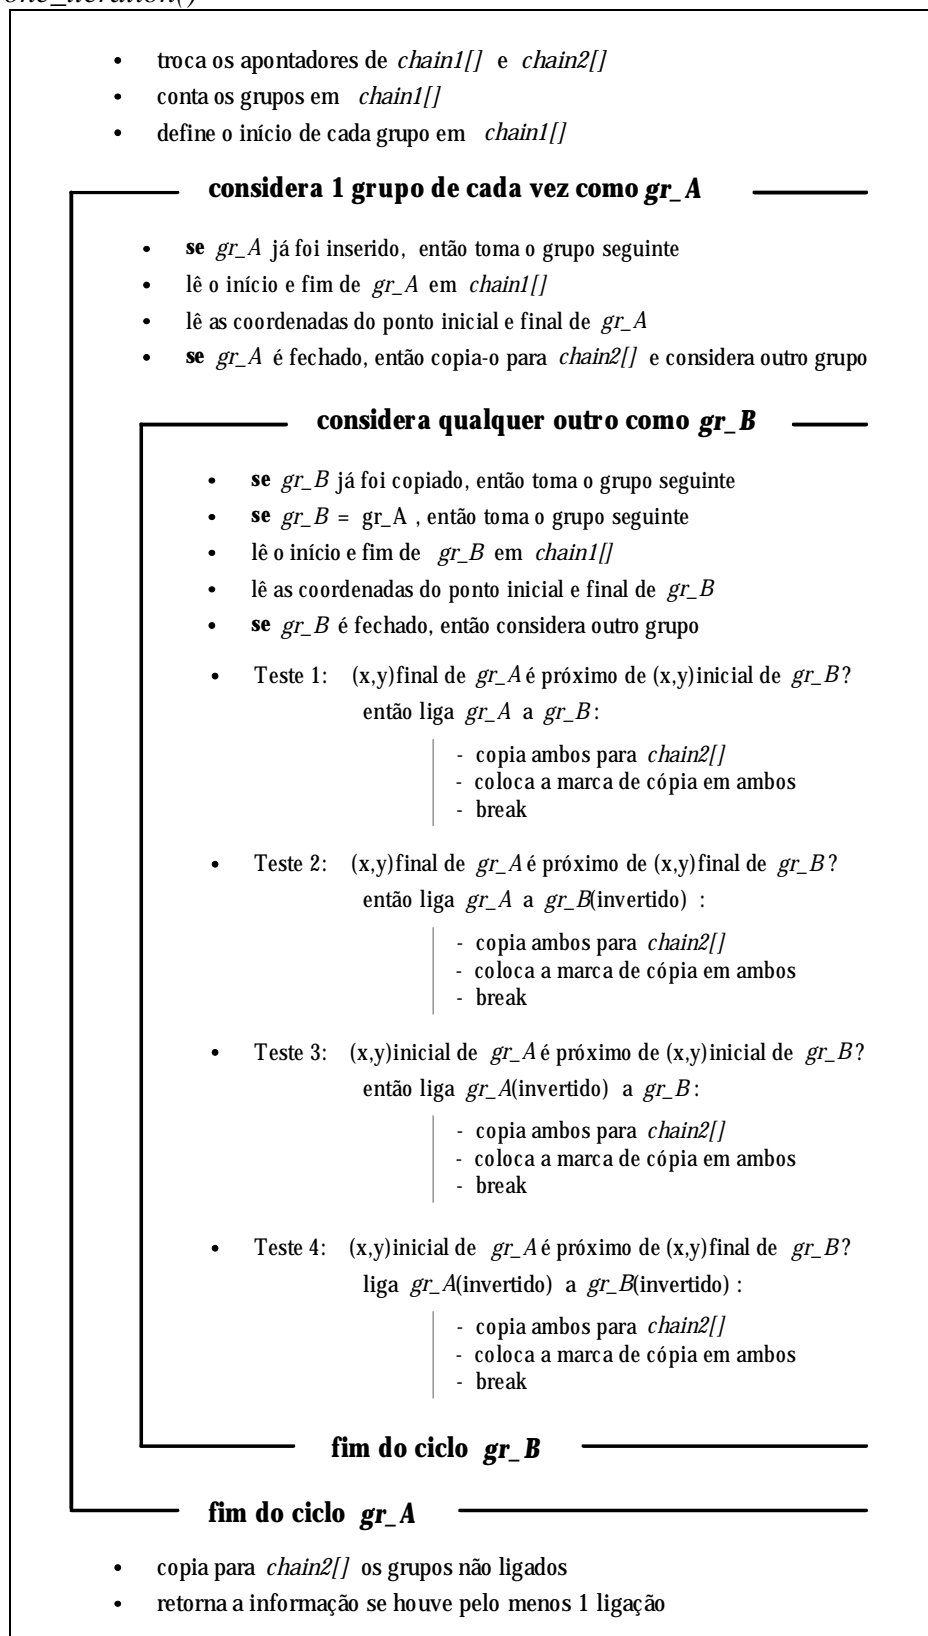 one_iteration()
• troca os apontadores de chain1[] e chain2[]
• conta os grupos em chain1[]
• define o início de cada grupo em chain1[]
considera 1 grupo de cada vez como gr_A
• se gr_A já foi inserido, então toma o grupo seguinte
• lê o início e fim de gr_A em chain1[]
• lê as coordenadas do ponto inicial e final de gr_A
• se gr_A é fechado, então copia-o para chain2[] e considera outro grupo
considera qualquer outro como gr_B
• se gr_B já foi copiado, então toma o grupo seguinte
• se gr_B = gr_A , então toma o grupo seguinte
• lê o início e fim de gr_B em chain1[]
• lê as coordenadas do ponto inicial e final de gr_B
• se gr_B é fechado, então considera outro grupo
• Teste 1: (x,y)final de gr_A é próximo de (x,y)inicial de gr_B?
então liga gr_A a gr_B:
- copia ambos para chain2[]
- coloca a marca de cópia em ambos
- break
• Teste 2: (x,y)final de gr_A é próximo de (x,y)final de gr_B?
então liga gr_A a gr_B(invertido) :
- copia ambos para chain2[]
- coloca a marca de cópia em ambos
- break
• Teste 3: (x,y)inicial de gr_A é próximo de (x,y)inicial de gr_B?
então liga gr_A(invertido) a gr_B:
- copia ambos para chain2[]
- coloca a marca de cópia em ambos
- break
• Teste 4: (x,y)inicial de gr_A é próximo de (x,y)final de gr_B?
liga gr_A(invertido) a gr_B(invertido) :
- copia ambos para chain2[]
- coloca a marca de cópia em ambos
- break
fim do ciclo gr_B
fim do ciclo gr_A
• copia para chain2[] os grupos não ligados
• retorna a informação se houve pelo menos 1 ligação